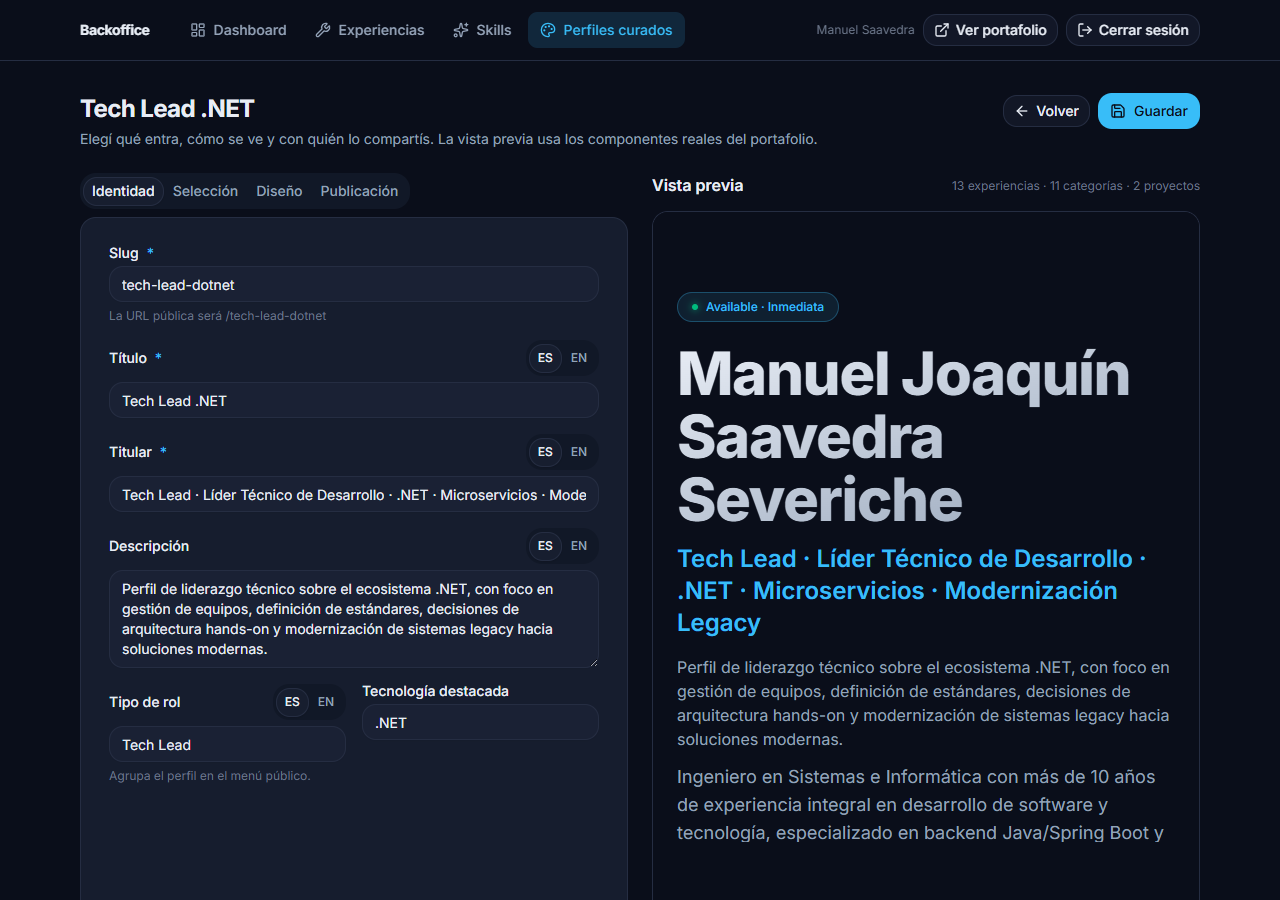 Backoffice
Dashboard
Experiencias
Skills
Perfiles curados
Manuel Saavedra
Ver portafolio
Cerrar sesión
Tech Lead .NET
Elegí qué entra, cómo se ve y con quién lo compartís. La vista previa usa los componentes reales del portafolio.
Volver
Guardar
Identidad
Selección
Diseño
Publicación
Slug *
tech-lead-dotnet
La URL pública será /tech-lead-dotnet
Título *
ES EN
Tech Lead .NET
Titular *
ES EN
Tech Lead · Líder Técnico de Desarrollo · .NET · Microservicios · Mode
Descripción
ES EN
Perfil de liderazgo técnico sobre el ecosistema .NET, con foco en
gestión de equipos, definición de estándares, decisiones de
arquitectura hands-on y modernización de sistemas legacy hacia
soluciones modernas.
Tipo de rol
ES EN
Tech Lead
Agrupa el perfil en el menú público.
Tecnología destacada
.NET
Vista previa
13 experiencias · 11 categorías · 2 proyectos
Available · Inmediata
Manuel Joaquín
Saavedra
Severiche
Tech Lead · Líder Técnico de Desarrollo ·
.NET · Microservicios · Modernización
Legacy
Perfil de liderazgo técnico sobre el ecosistema .NET, con foco en
gestión de equipos, definición de estándares, decisiones de
arquitectura hands-on y modernización de sistemas legacy hacia
soluciones modernas.
Ingeniero en Sistemas e Informática con más de 10 años
de experiencia integral en desarrollo de software y
tecnología, especializado en backend Java/Spring Boot y